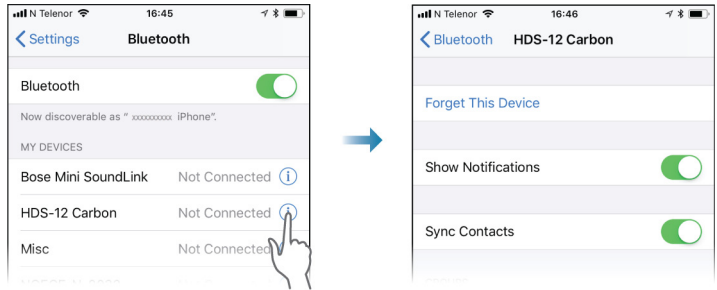 N Telenor 16:45
Settings Bluetooth
Bluetooth
Now discoverable as “ xxxxxxxxxx iPhone”.
MY DEVICES
Bose Mini SoundLink Not Connected i
HDS-12 Carbon Not Connected i
Misc Not Connected
N Telenor 16:46
Bluetooth HDS-12 Carbon
Forget This Device
Show Notifications
Sync Contacts